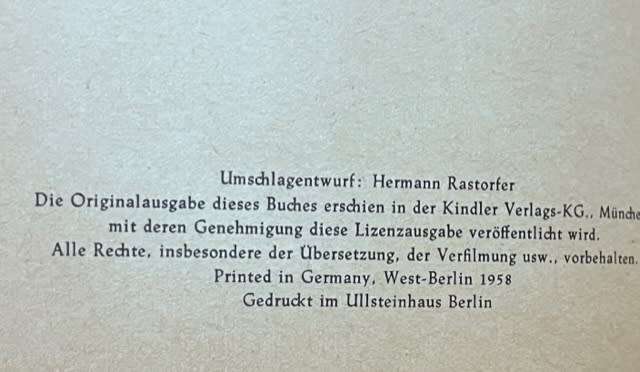 Umschlagentwurf: Hermann Rastorfer
Die Originalausgabe dieses Buches erschien in der Kindler Verlags-KG., Münche
mit deren Genehmigung diese Lizenzausgabe veröffentlicht wird.
Alle Rechte, insbesondere der Übersetzung, der Verfilmung usw., vorbehalten.
Printed in Germany, West-Berlin 1958
Gedruckt im Ullsteinhaus Berlin